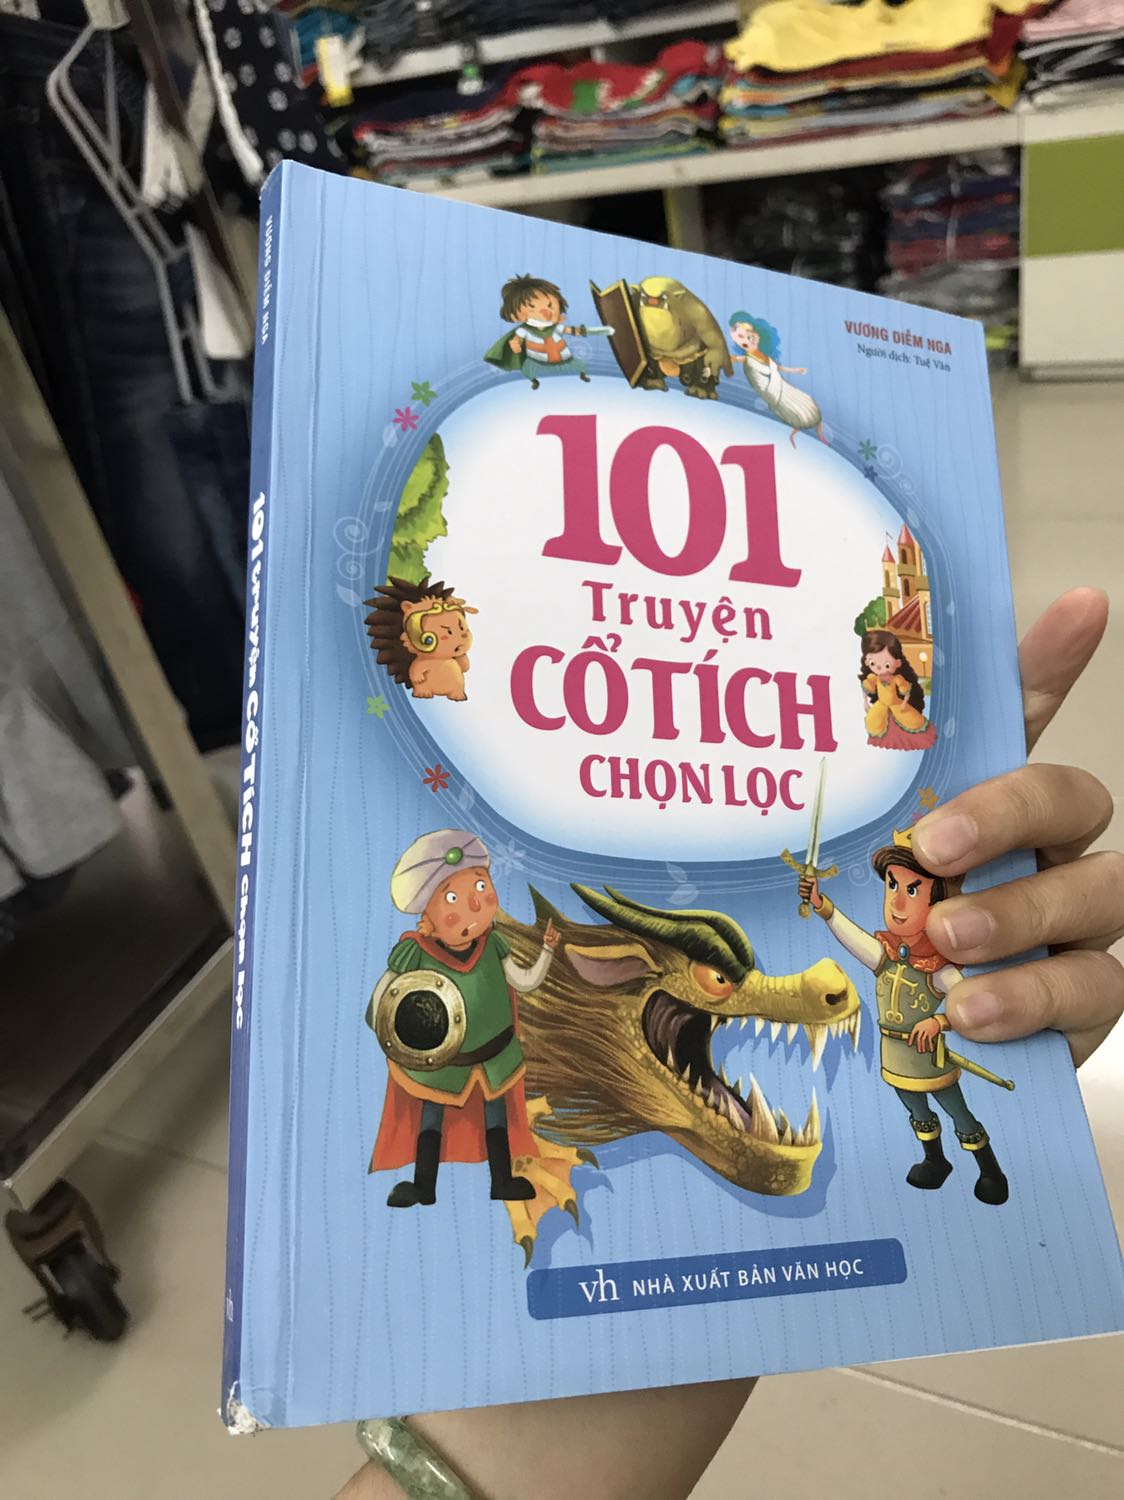 VƯƠNG DIỄM NGA
Người dịch: Tuệ Văn
101
Truyện
CỔ TÍCH
CHỌN LỌC
vh NHÀ XUẤT BẢN VĂN HỌC
VƯƠNG DIỄM NGA
101 truyện CỔ TÍCH chọn lọc
vh